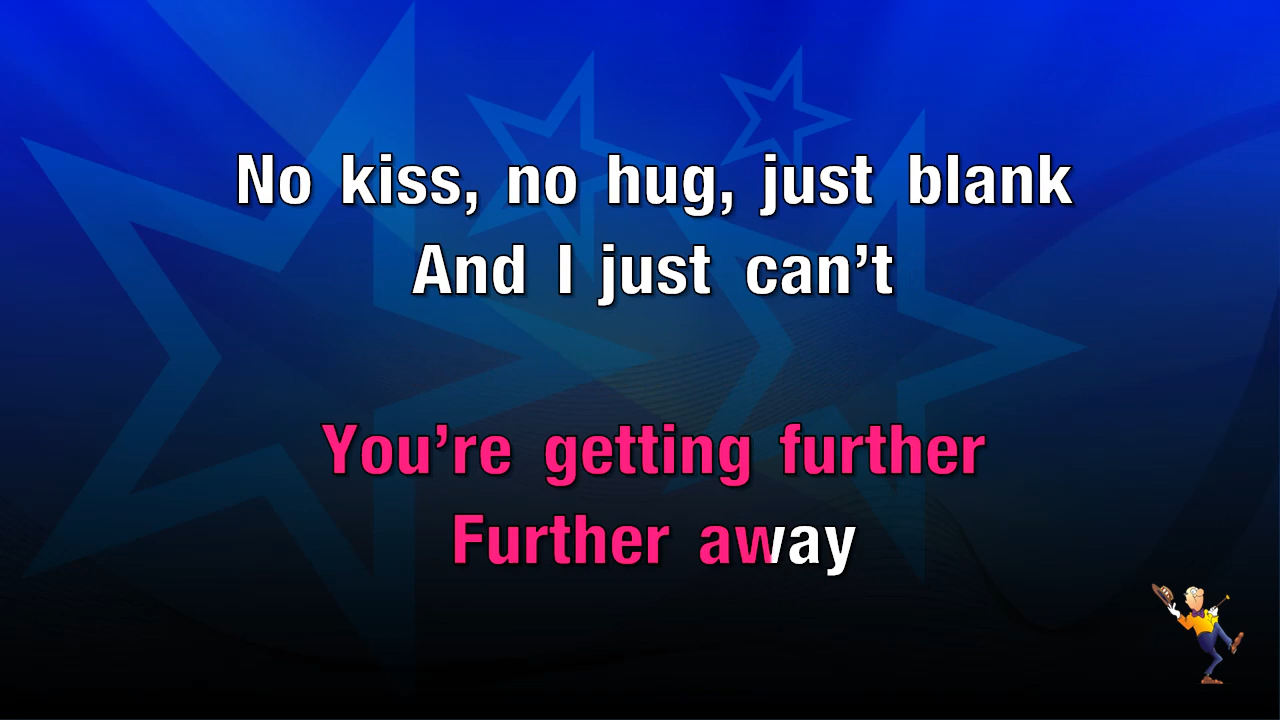 No kiss, no hug, just blank
And I just can’t
You’re getting further
Further away